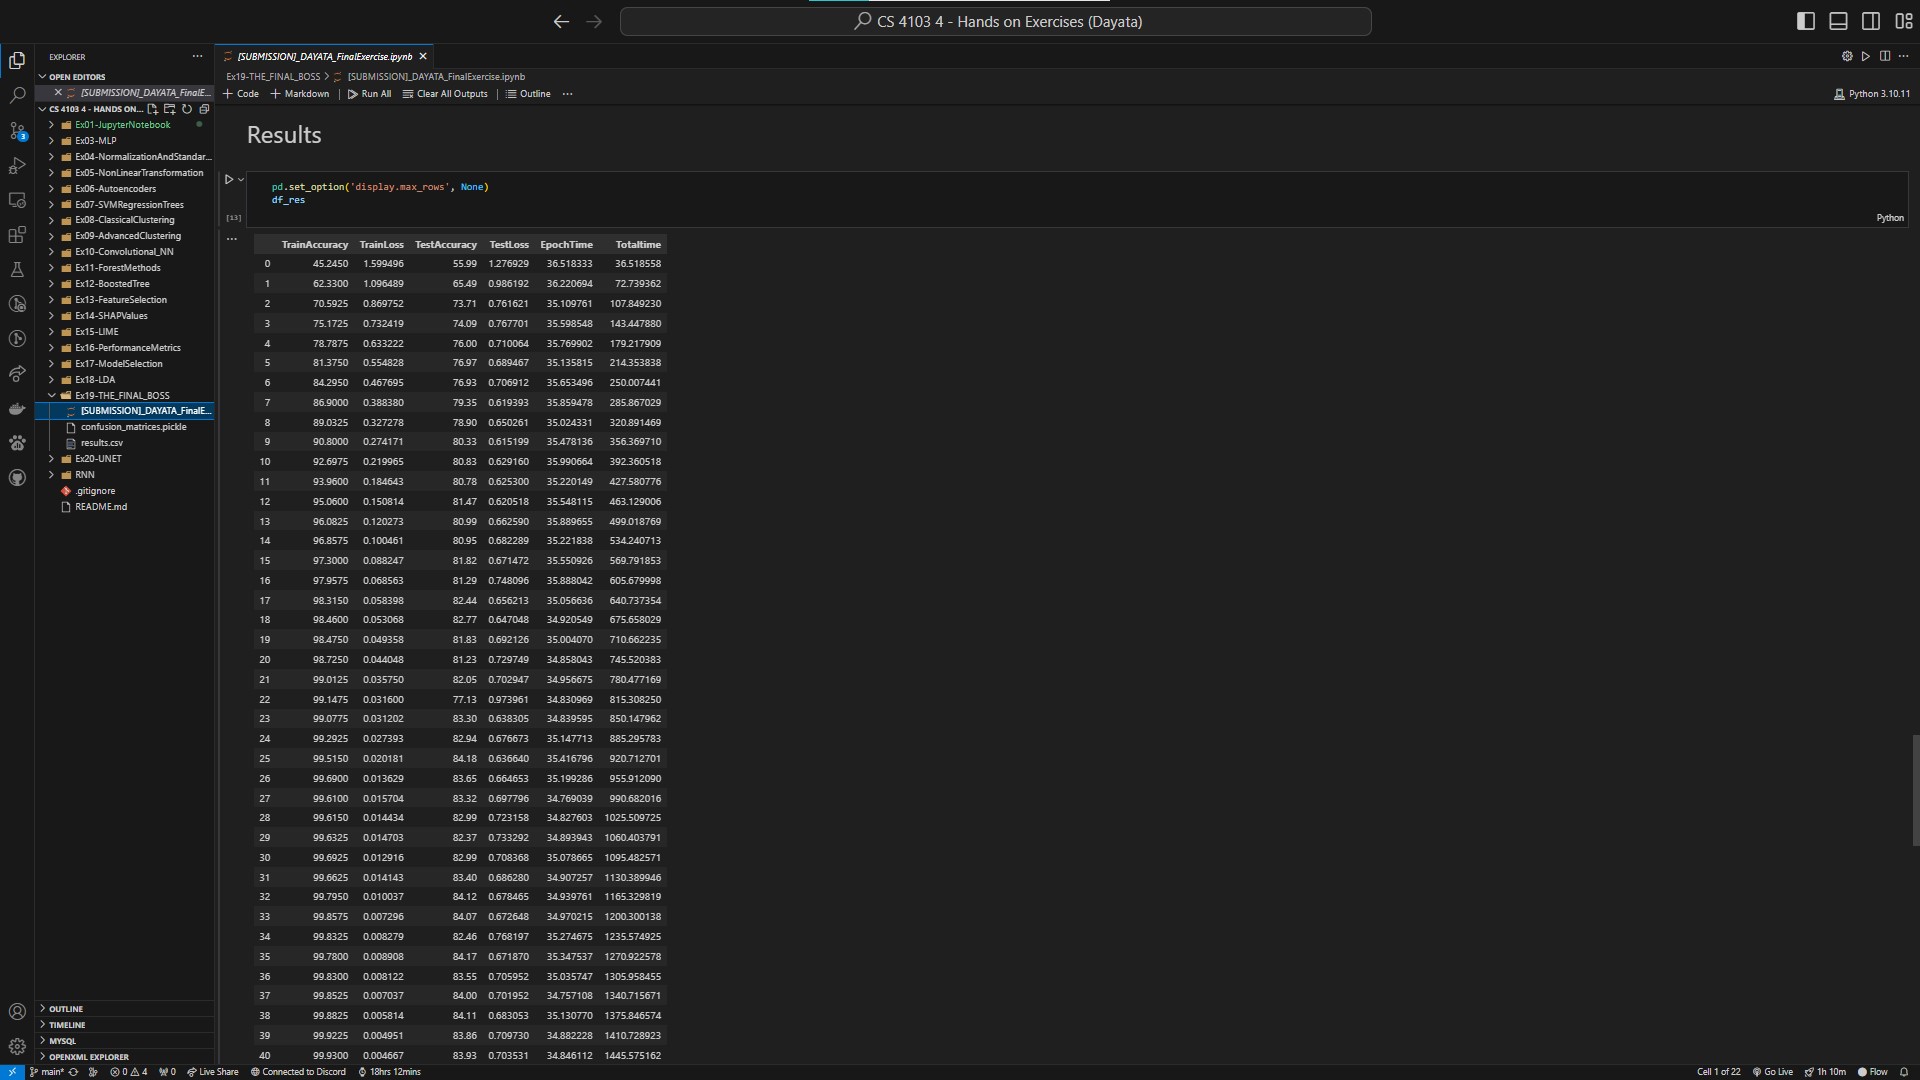 CS 4103 4 - Hands on Exercises (Dayata)
EXPLORER
OPEN EDITORS
[SUBMISSION]_DAYATA_FinalE...
CS 4103 4 - HANDS ON...
Ex01-JupyterNotebook
Ex03-MLP
Ex04-NormalizationAndStandar...
Ex05-NonLinearTransformation
Ex06-Autoencoders
Ex07-SVMRegressionTrees
Ex08-ClassicalClustering
Ex09-AdvancedClustering
Ex10-Convolutional_NN
Ex11-ForestMethods
Ex12-BoostedTree
Ex13-FeatureSelection
Ex14-SHAPValues
Ex15-LIME
Ex16-PerformanceMetrics
Ex17-ModelSelection
Ex18-LDA
Ex19-THE_FINAL_BOSS
[SUBMISSION]_DAYATA_FinalE...
confusion_matrices.pickle
results.csv
Ex20-UNET
RNN
.gitignore
README.md
3
OUTLINE
TIMELINE
MYSQL
OPENXML EXPLORER
[SUBMISSION]_DAYATA_FinalExercise.ipynb
Ex19-THE_FINAL_BOSS > [SUBMISSION]_DAYATA_FinalExercise.ipynb
+ Code + Markdown | Run All Clear All Outputs | Outline ...
Python 3.10.11
Results
pd.set_option('display.max_rows', None)
df_res
[13]
Python
TrainAccuracy TrainLoss TestAccuracy TestLoss EpochTime Totaltime
0 45.2450 1.599496 55.99 1.276929 36.518333 36.518558
1 62.3300 1.096489 65.49 0.986192 36.220694 72.739362
2 70.5925 0.869752 73.71 0.761621 35.109761 107.849230
3 75.1725 0.732419 74.09 0.767701 35.598548 143.447880
4 78.7875 0.633222 76.00 0.710064 35.769902 179.217909
5 81.3750 0.554828 76.97 0.689467 35.135815 214.353838
6 84.2950 0.467695 76.93 0.706912 35.653496 250.007441
7 86.9000 0.388380 79.35 0.619393 35.859478 285.867029
8 89.0325 0.327278 78.90 0.650261 35.024331 320.891469
9 90.8000 0.274171 80.33 0.615199 35.478136 356.369710
10 92.6975 0.219965 80.83 0.629160 35.990664 392.360518
11 93.9600 0.184643 80.78 0.625300 35.220149 427.580776
12 95.0600 0.150814 81.47 0.620518 35.548115 463.129006
13 96.0825 0.120273 80.99 0.662590 35.889655 499.018769
14 96.8575 0.100461 80.95 0.682289 35.221838 534.240713
15 97.3000 0.088247 81.82 0.671472 35.550926 569.791853
16 97.9575 0.068563 81.29 0.748096 35.888042 605.679998
17 98.3150 0.058398 82.44 0.656213 35.056636 640.737354
18 98.4600 0.053068 82.77 0.647048 34.920549 675.658029
19 98.4750 0.049358 81.83 0.692126 35.004070 710.662235
20 98.7250 0.044048 81.23 0.729749 34.858043 745.520383
21 99.0125 0.035750 82.05 0.702947 34.956675 780.477169
22 99.1475 0.031600 77.13 0.973961 34.830969 815.308250
23 99.0775 0.031202 83.30 0.638305 34.839595 850.147962
24 99.2925 0.027393 82.94 0.676673 35.147713 885.295783
25 99.5150 0.020181 84.18 0.636640 35.416796 920.712701
26 99.6900 0.013629 83.65 0.664653 35.199286 955.912090
27 99.6100 0.015704 83.32 0.697796 34.769039 990.682016
28 99.6150 0.014434 82.99 0.723158 34.827603 1025.509725
29 99.6325 0.014703 82.37 0.733292 34.893943 1060.403791
30 99.6925 0.012916 82.99 0.708368 35.078665 1095.482571
31 99.6625 0.014143 83.40 0.686280 34.907257 1130.389946
32 99.7950 0.010037 84.12 0.678465 34.939761 1165.329819
33 99.8575 0.007296 84.07 0.672648 34.970215 1200.300138
34 99.8325 0.008279 82.46 0.768197 35.274675 1235.574925
35 99.7800 0.008908 84.17 0.671870 35.347537 1270.922578
36 99.8300 0.008122 83.55 0.705952 35.035747 1305.958455
37 99.8525 0.007037 84.00 0.701952 34.757108 1340.715671
38 99.8825 0.005814 84.11 0.683053 35.130770 1375.846574
39 99.9225 0.004951 83.86 0.709730 34.882228 1410.728923
40 99.9300 0.004667 83.93 0.703531 34.846112 1445.575162
main* 0 4 0 Live Share Connected to Discord 18hrs 12mins
Cell 1 of 22 Go Live 1h 10m Flow